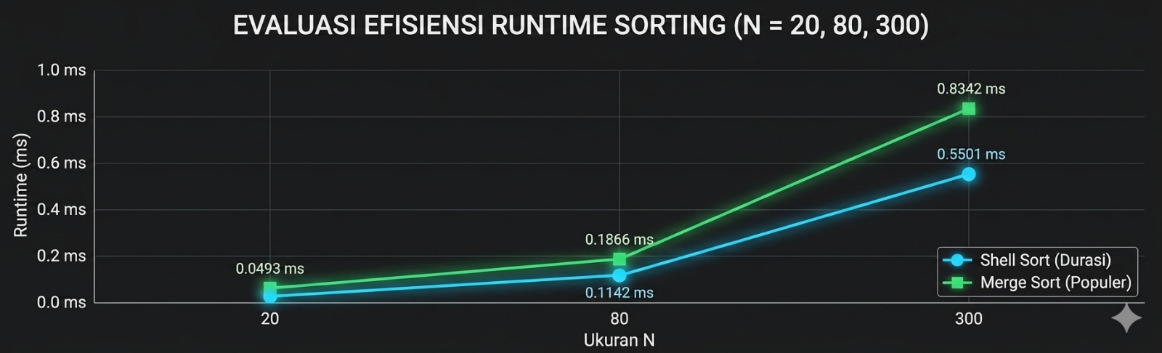 EVALUASI EFISIENSI RUNTIME SORTING (N = 20, 80, 300)
1.0 ms
0.8 ms
0.6 ms
0.4 ms
0.2 ms
0.0 ms
Runtime (ms)
0.0493 ms
0.1866 ms
0.1142 ms
0.8342 ms
0.5501 ms
Shell Sort (Durasi)
Merge Sort (Populer)
20
80
300
Ukuran N